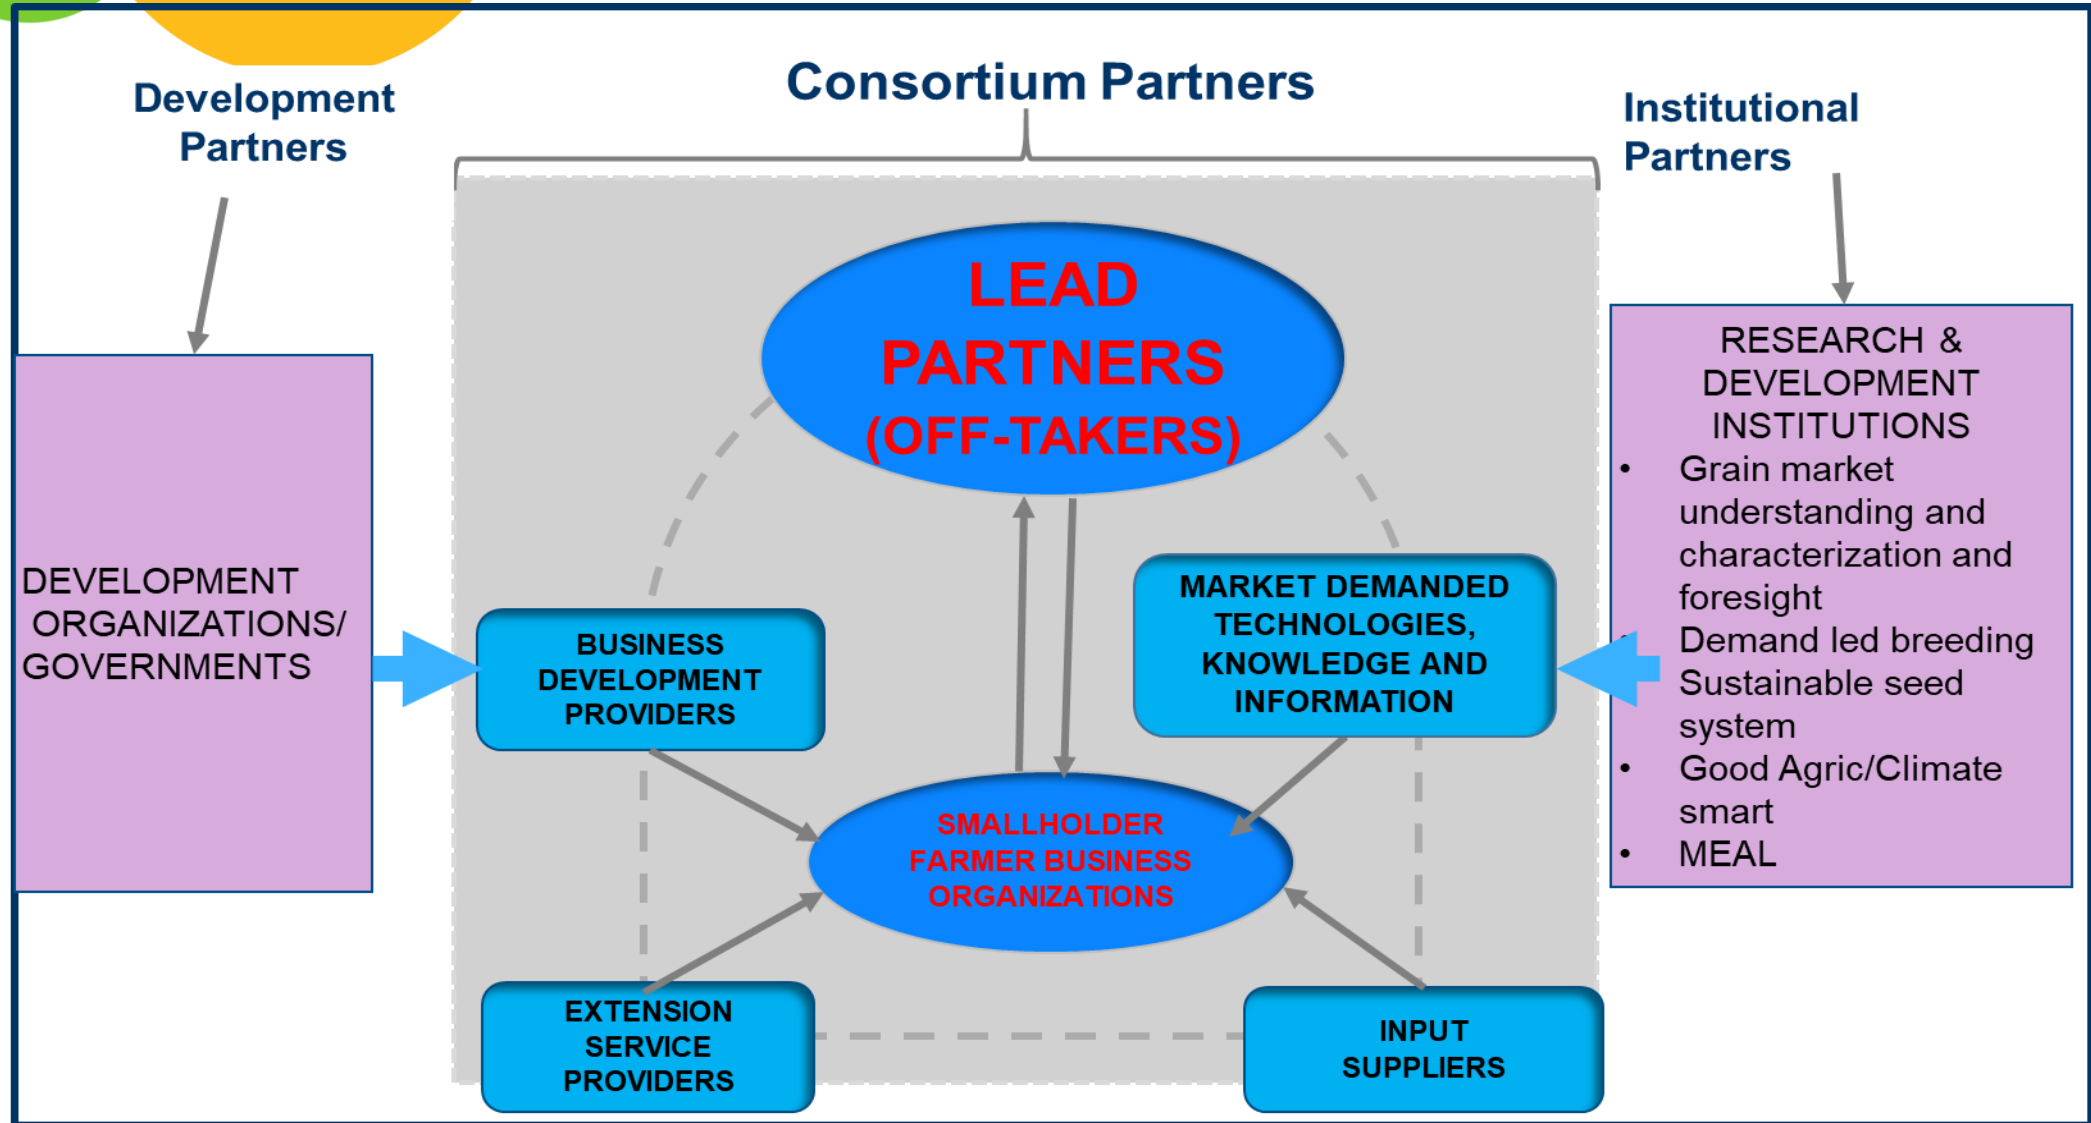 Development
Partners
Consortium Partners
Institutional
Partners
LEAD
PARTNERS
(OFF-TAKERS)
DEVELOPMENT
ORGANIZATIONS/
GOVERNMENTS
BUSINESS
DEVELOPMENT
PROVIDERS
MARKET DEMANDED
TECHNOLOGIES,
KNOWLEDGE AND
INFORMATION
SMALLHOLDER
FARMER BUSINESS
ORGANIZATIONS
EXTENSION
SERVICE
PROVIDERS
INPUT
SUPPLIERS
RESEARCH &
DEVELOPMENT
INSTITUTIONS
• Grain market
understanding and
characterization and
foresight
• Demand led breeding
Sustainable seed
system
• Good Agric/Climate
smart
• MEAL